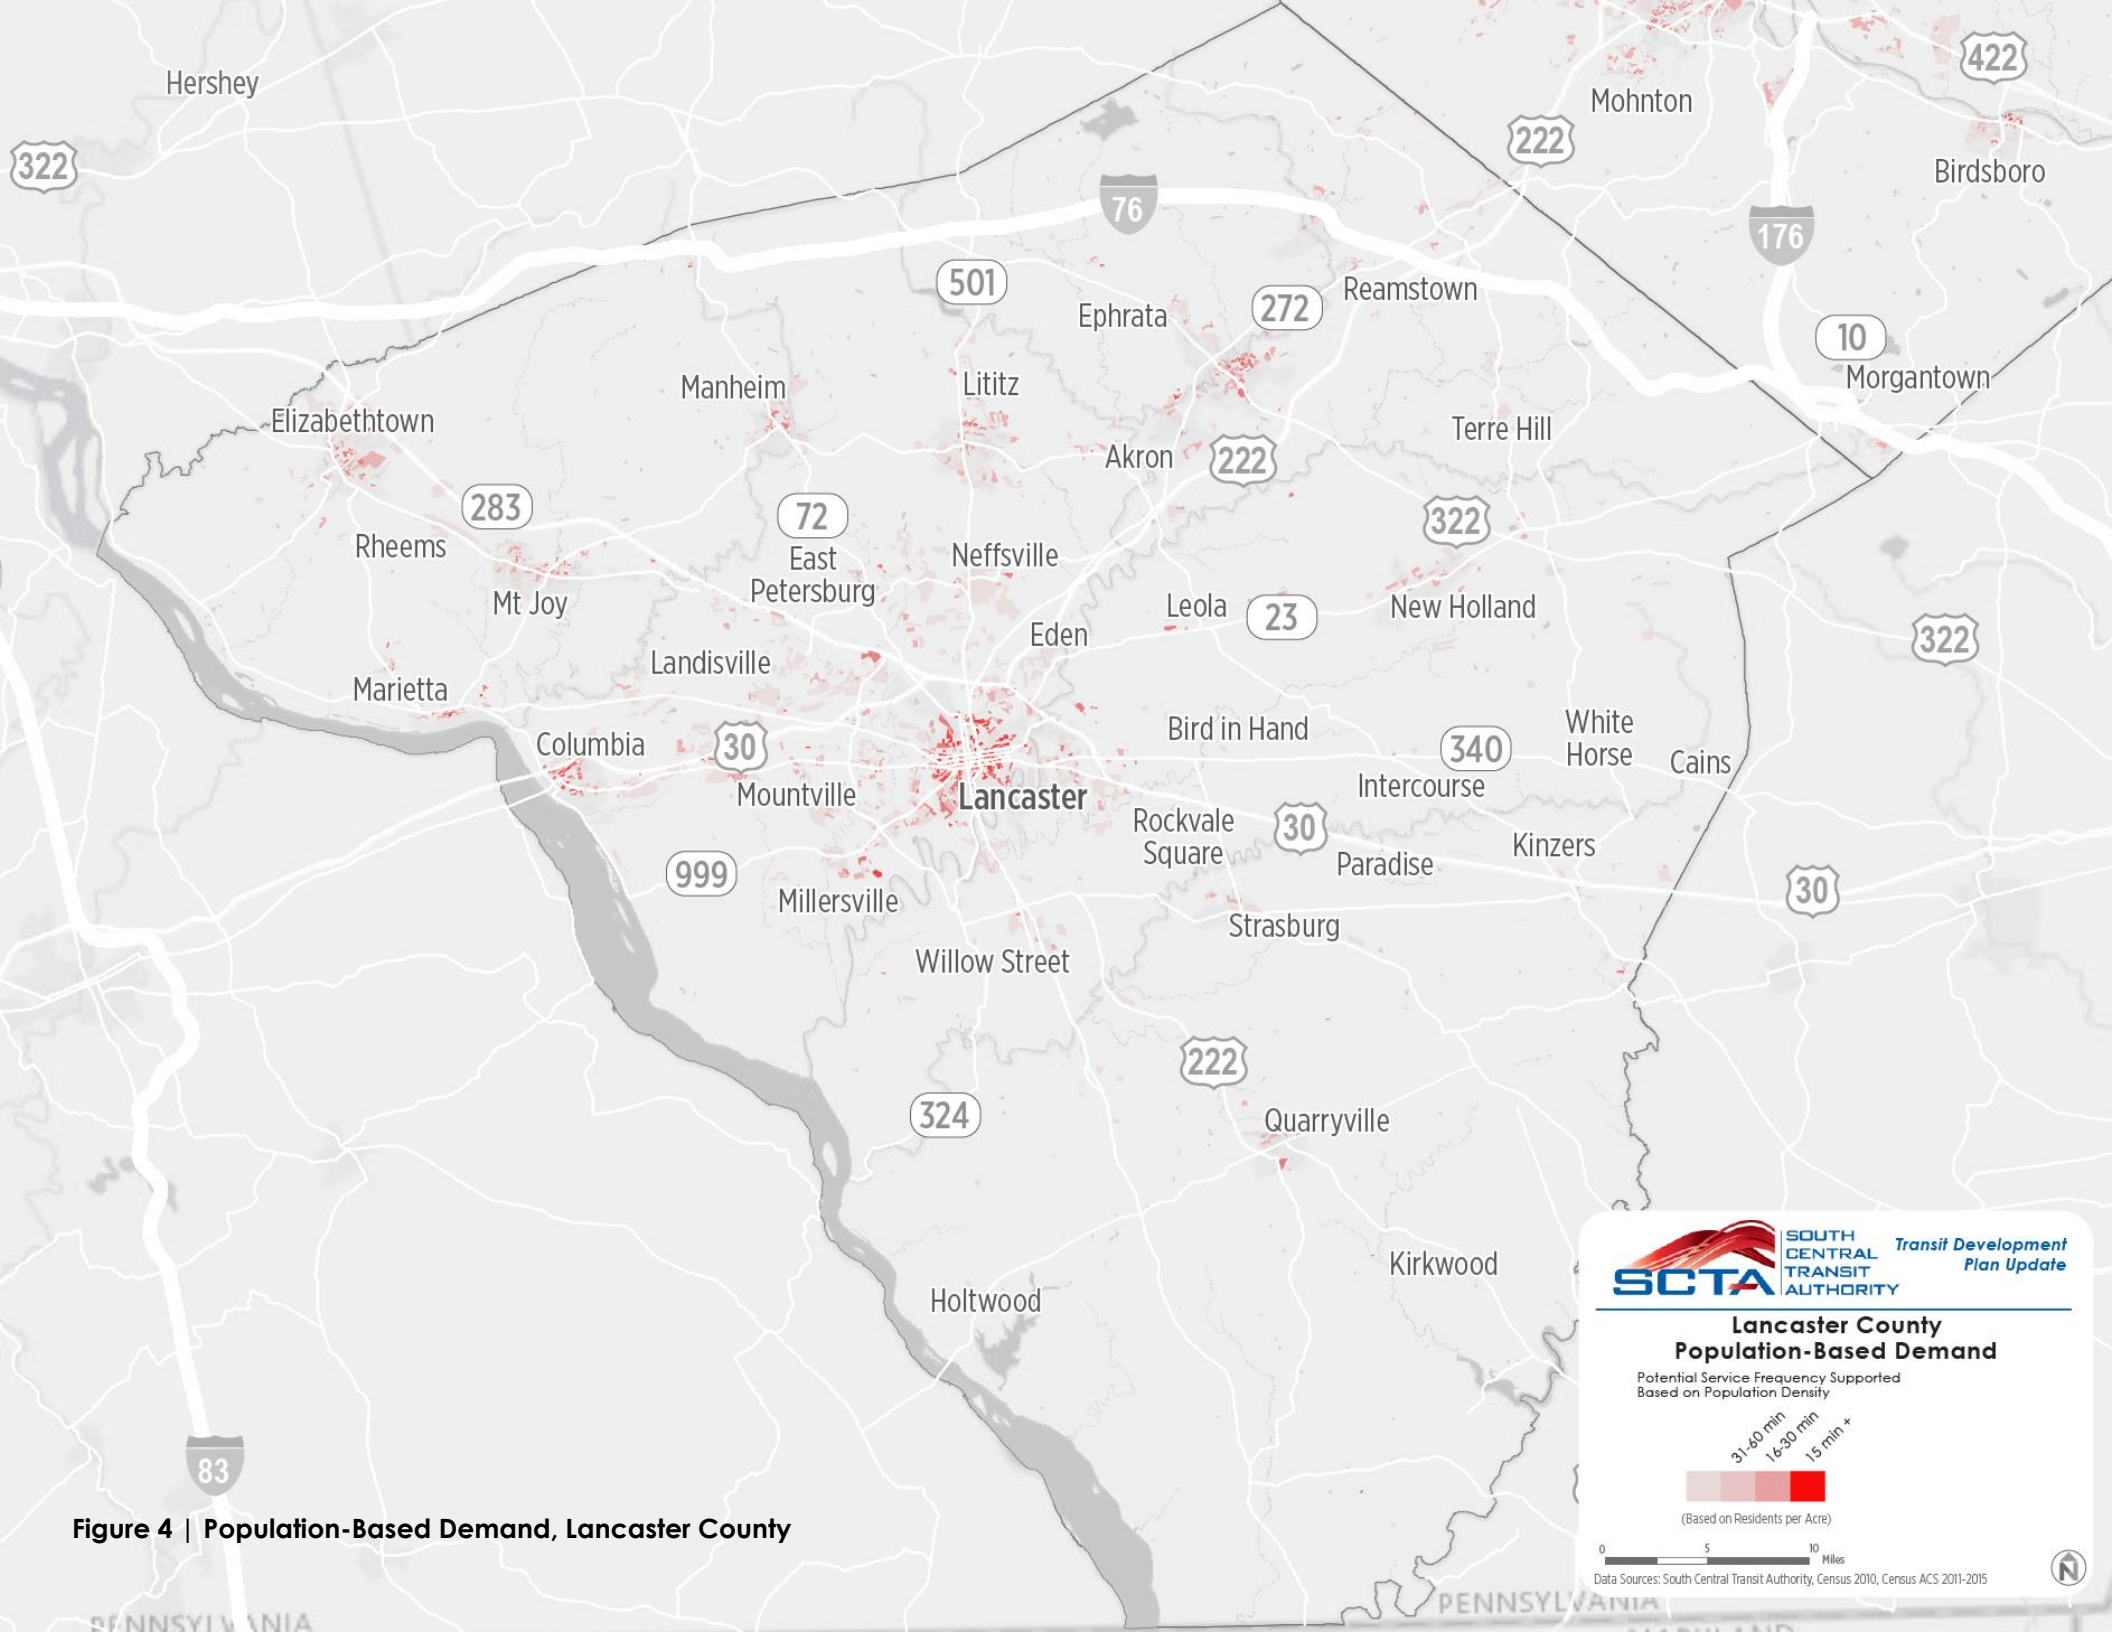 Hershey
422
Mohnton
222
322
Birdsboro
76
176
501
Reamstown
Ephrata
272
10
Morgantown
Manheim
Lititz
Elizabethtown
Terre Hill
Akron
222
283
72
322
Rheems
East
Petersburg
Neffsville
Mt Joy
Leola
23
New Holland
Eden
322
Landisville
Marietta
Bird in Hand
White
Horse
Columbia
30
340
Cains
Intercourse
Mountville
Lancaster
Rockvale
Square
30
Kinzers
Paradise
999
30
Millersville
Strasburg
Willow Street
222
324
Quarryville
Kirkwood
Holtwood
83
SCTA
SOUTH
CENTRAL
TRANSIT
AUTHORITY
Transit Development
Plan Update
Lancaster County
Population-Based Demand
Potential Service Frequency Supported
Based on Population Density
31-60 min
16-30 min
15 min +
(Based on Residents per Acre)
0 5 10
Miles
Data Sources: South Central Transit Authority, Census 2010, Census ACS 2011-2015
N
Figure 4 | Population-Based Demand, Lancaster County
PENNSYLVANIA
PENNSYLVANIA